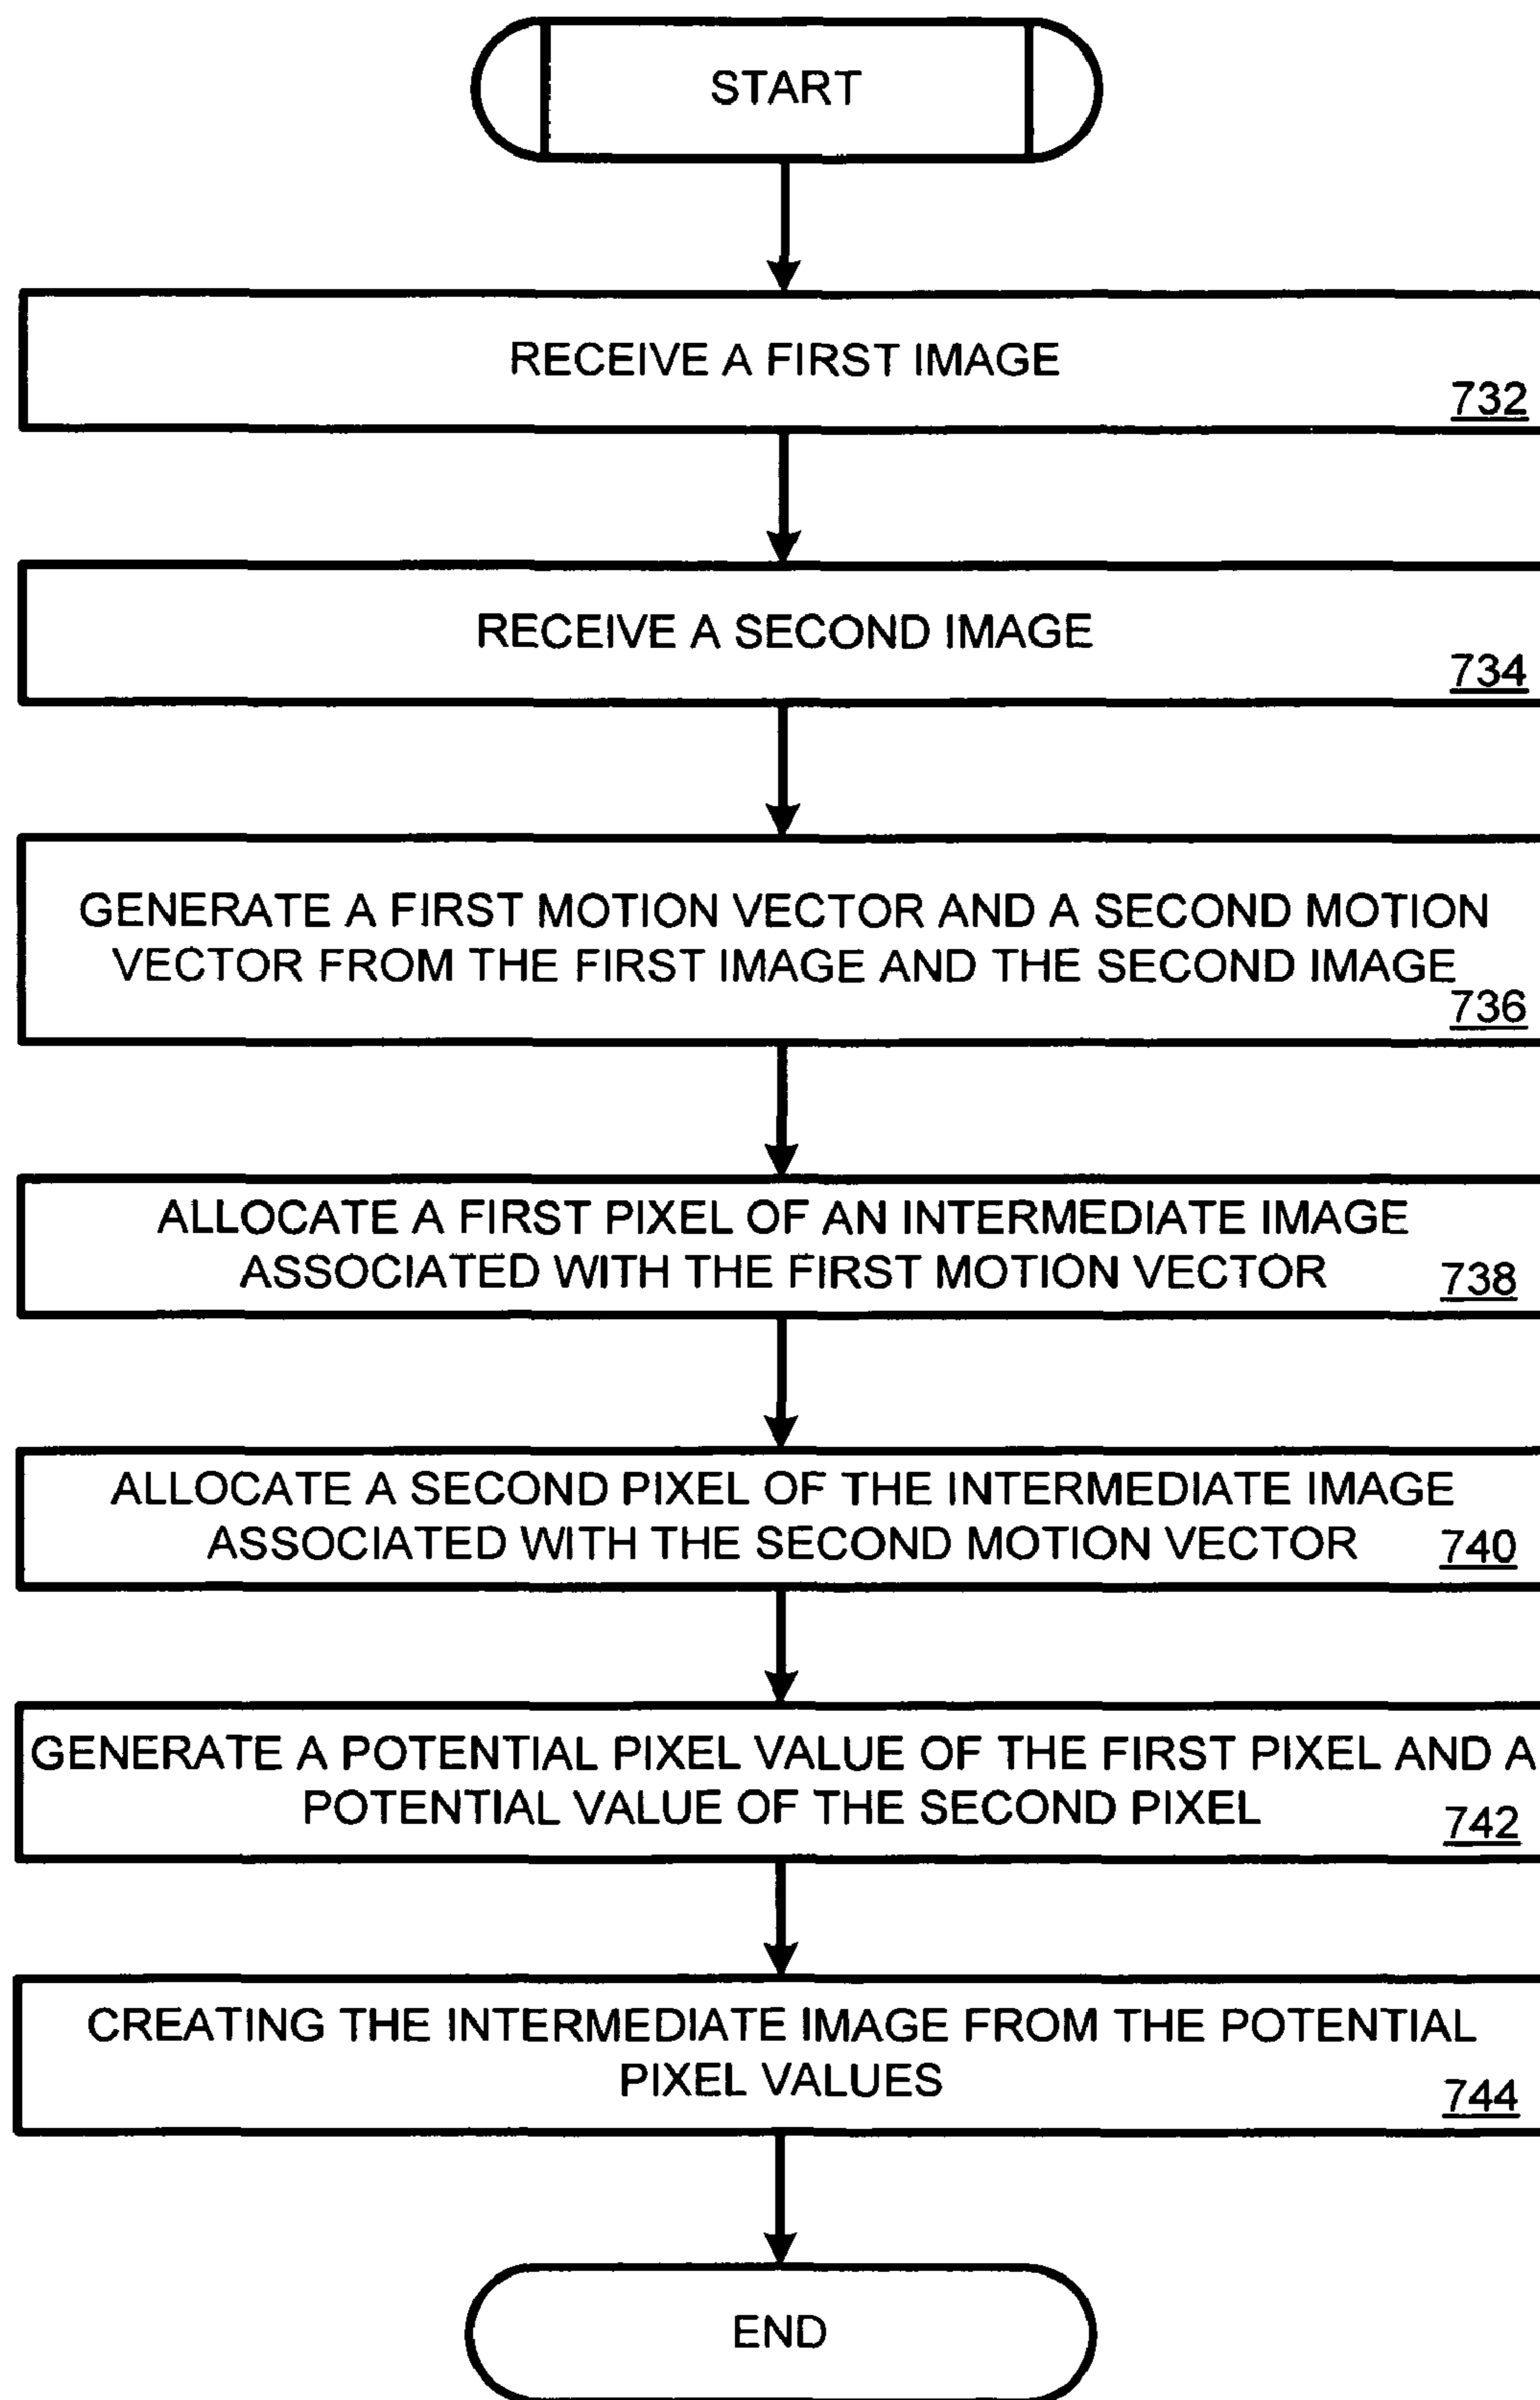 START
RECEIVE A FIRST IMAGE
732
RECEIVE A SECOND IMAGE
734
GENERATE A FIRST MOTION VECTOR AND A SECOND MOTION
VECTOR FROM THE FIRST IMAGE AND THE SECOND IMAGE
736
ALLOCATE A FIRST PIXEL OF AN INTERMEDIATE IMAGE
ASSOCIATED WITH THE FIRST MOTION VECTOR
738
ALLOCATE A SECOND PIXEL OF THE INTERMEDIATE IMAGE
ASSOCIATED WITH THE SECOND MOTION VECTOR
740
GENERATE A POTENTIAL PIXEL VALUE OF THE FIRST PIXEL AND A
POTENTIAL VALUE OF THE SECOND PIXEL
742
CREATING THE INTERMEDIATE IMAGE FROM THE POTENTIAL
PIXEL VALUES
744
END